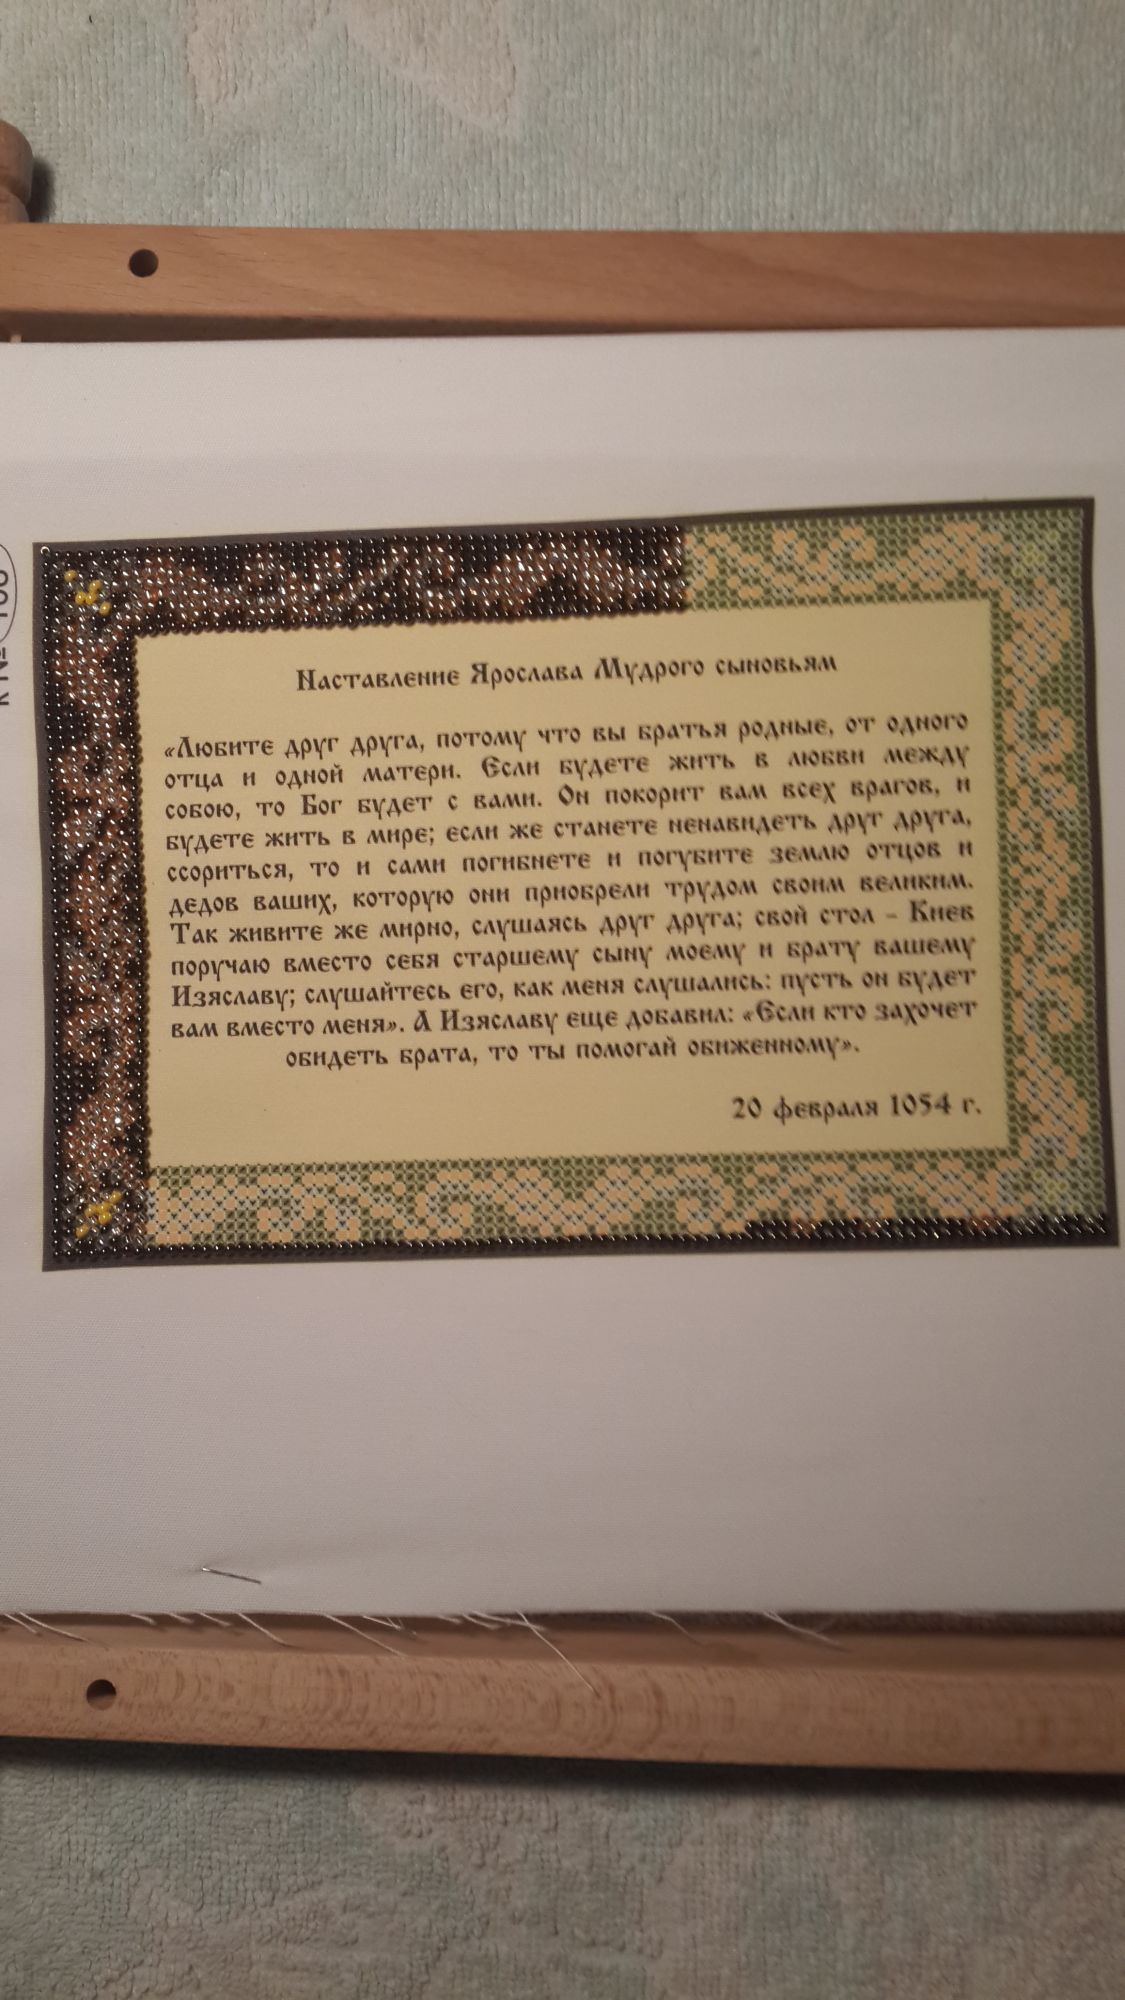 Наставление Ярослава Мудрого сыновьям
«Любите друг друга, потому что вы братья родные, от одного
отца и одной матери. Если будете жить в любви между
собою, то Бог будет с вами. Он покорит вам всех врагов, и
будете жить в мире; если же станете ненавидеть друг друга,
ссориться, то и сами погибнете и погубите землю отцов и
дедов ваших, которую они приобрели трудом своим великим.
Так живите же мирно, слушаясь друг друга; свой стол – Киев
поручаю вместо себя старшему сыну моему и брату вашему
Изяславу; слушайтесь его, как меня слушались: пусть он будет
вам вместо меня». А Изяславу еще добавил: «Если кто захочет
обидеть брата, то ты помогай обиженному».
20 февраля 1054 г.